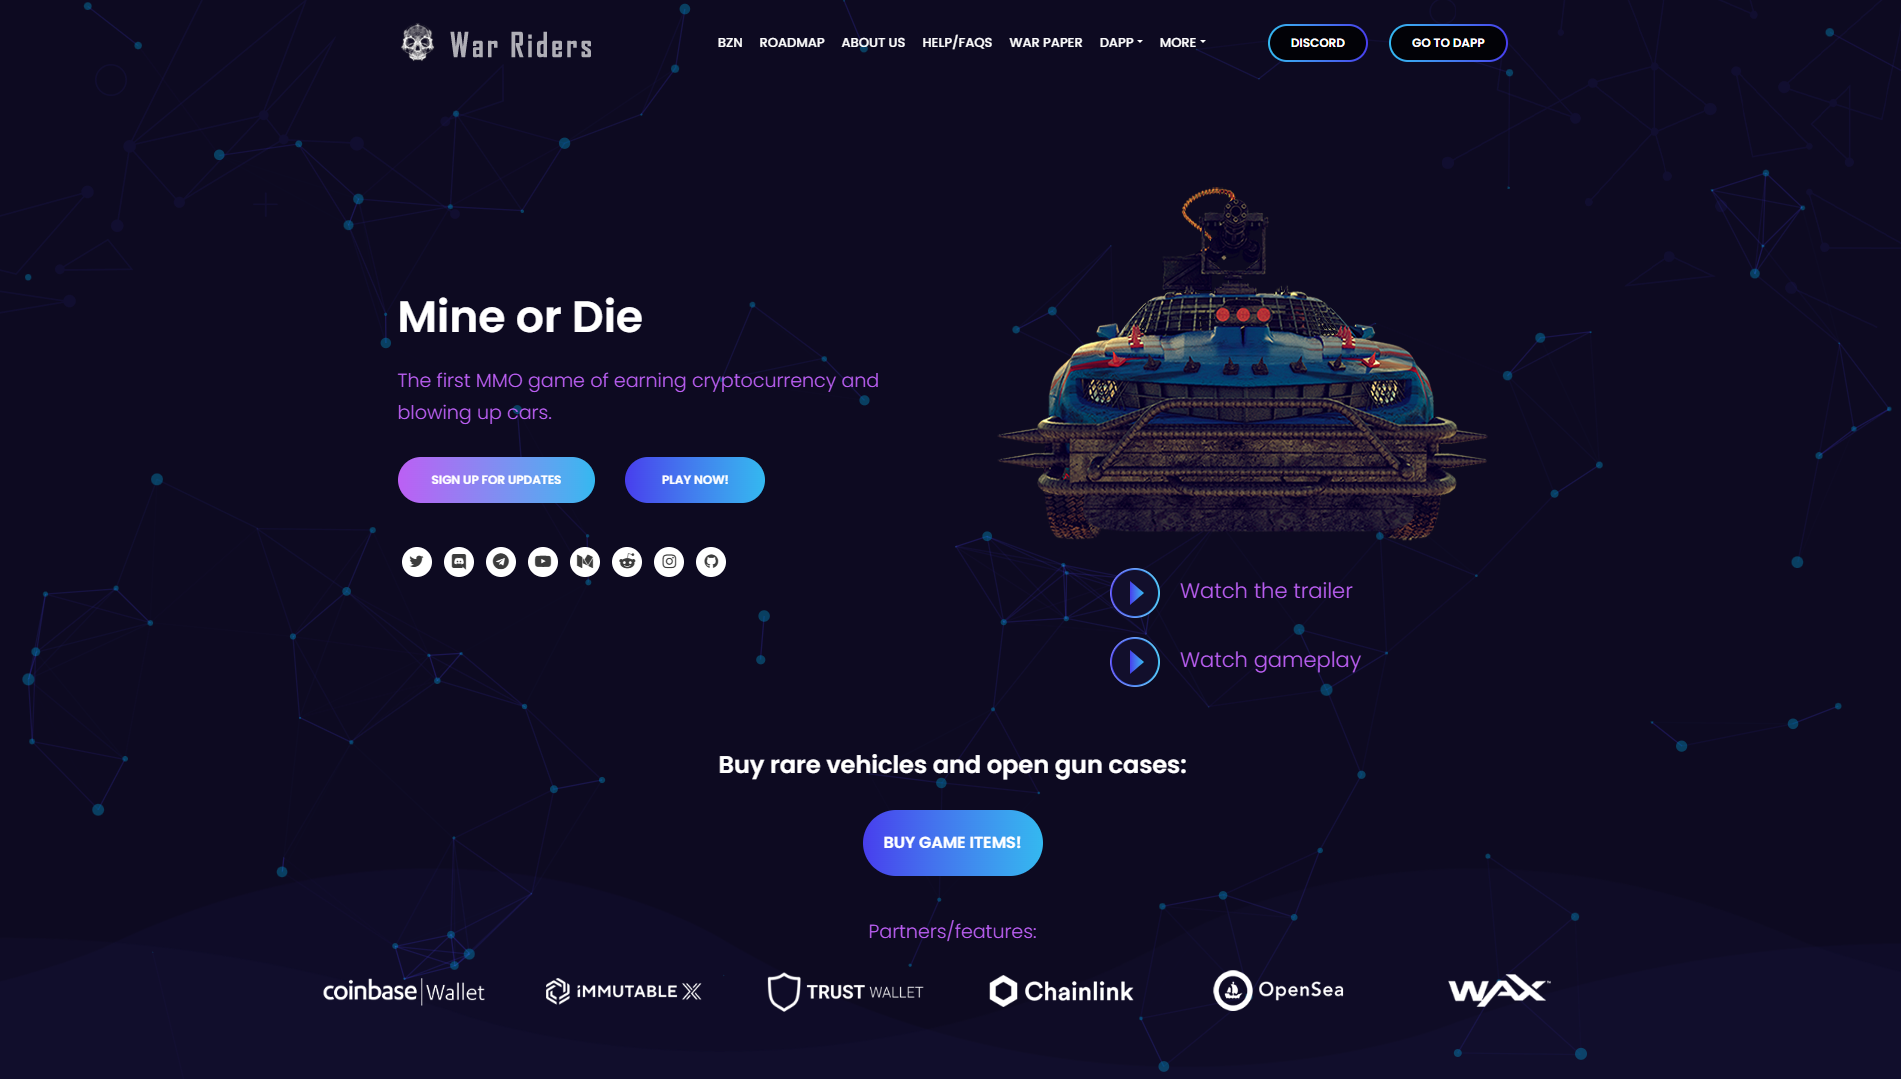 War Riders
BZN
ROADMAP
ABOUT US
HELP/FAQS
WAR PAPER
DAPP
MORE
DISCORD
GO TO DAPP
Mine or Die
The first MMO game of earning cryptocurrency and
blowing up cars.
SIGN UP FOR UPDATES
PLAY NOW!
Watch the trailer
Watch gameplay
Buy rare vehicles and open gun cases:
BUY GAME ITEMS!
Partners/features:
coinbase|Wallet
iMMUTABLE X
TRUST WALLET
Chainlink
OpenSea
WAX